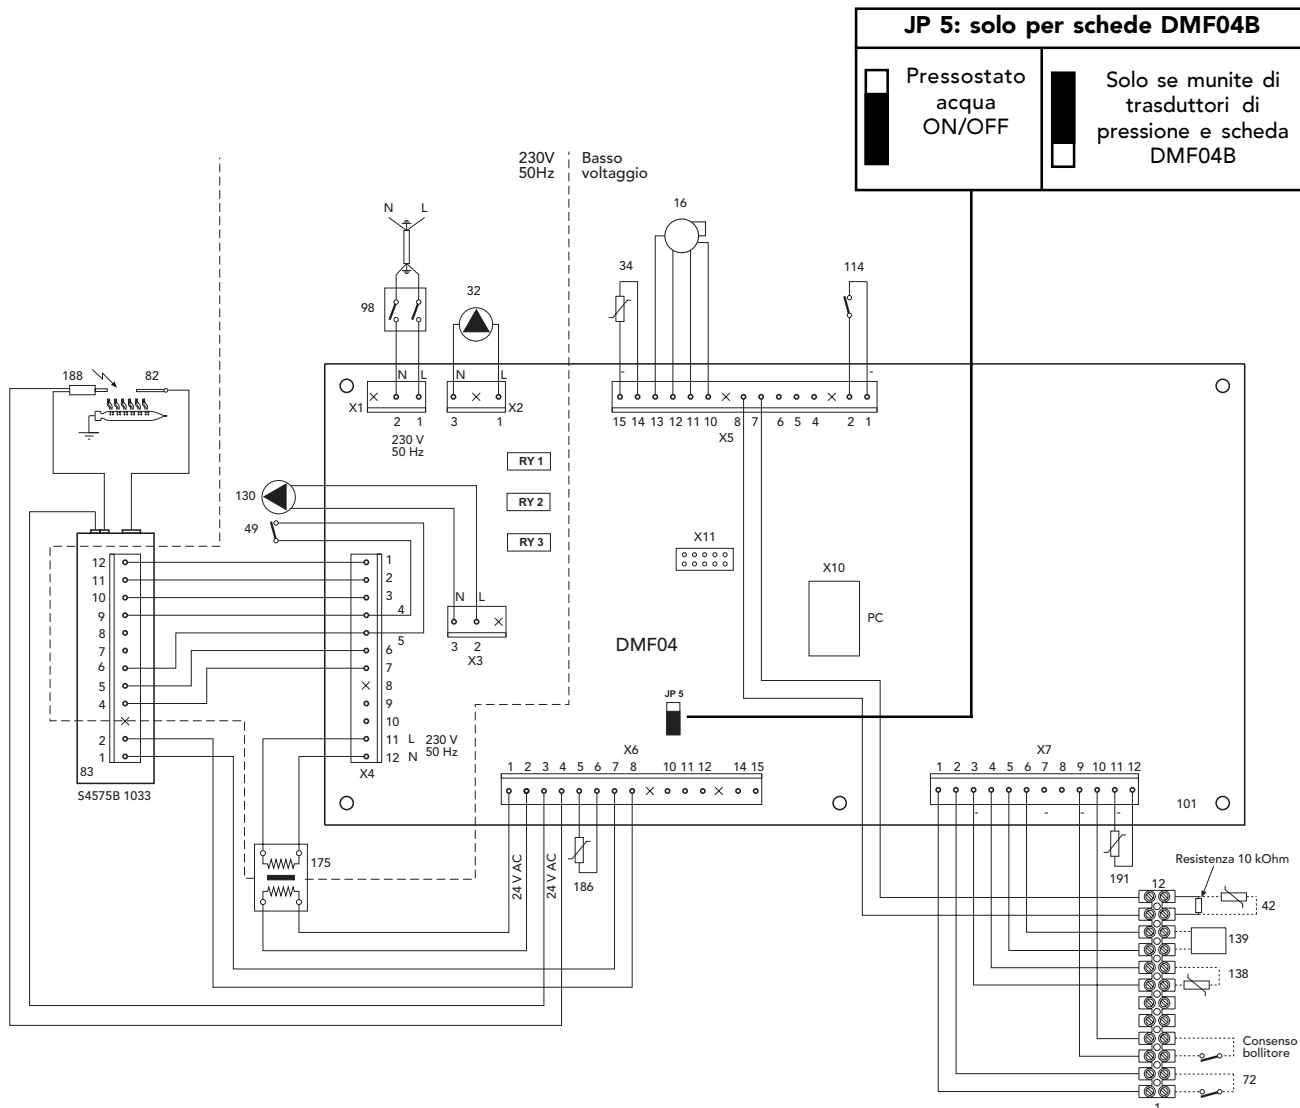 JP 5: solo per schede DMF04B
Pressostato
acqua
ON/OFF
Solo se munite di
trasduttori di
pressione e scheda
DMF04B
230V
50Hz
Basso
voltaggio
N L
16
34
114
98
32
188
82
N L
N L
-
-
X1
X2
2 1
3 1
15 14 13 12 11 10 8 7 6 5 4 2 1
X5
230 V
50 Hz
RY 1
RY 2
RY 3
130
49
X11
X10
PC
12
11
10
9
8
7
6
5
4
2
1
83
S4575B 1033
1
2
3
4
5
6
7
8
9
10
11 L
12 N
230 V
50 Hz
X4
N L
3 2
X3
DMF04
JP 5
X6
1 2 3 4 5 6 7 8 10 11 12 14 15
X7
1 2 3 4 5 6 7 8 9 10 11 12
- - - -
101
175
24 V AC
24 V AC
186
191
Resistenza 10 kOhm
12
42
139
138
Consenso
bollitore
72
1